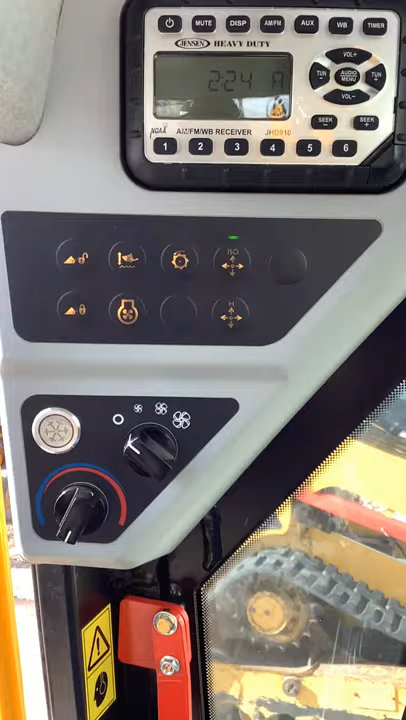 MUTE DISP AM/FM AUX WB TIMER
JENSEN HEAVY DUTY
VOL+
2:24 A
TUN - AUDIO/MENU TUN +
VOL-
SEEK - SEEK +
NOAA AM/FM/WB RECEIVER JHD910
1 2 3 4 5 6
ISO
H